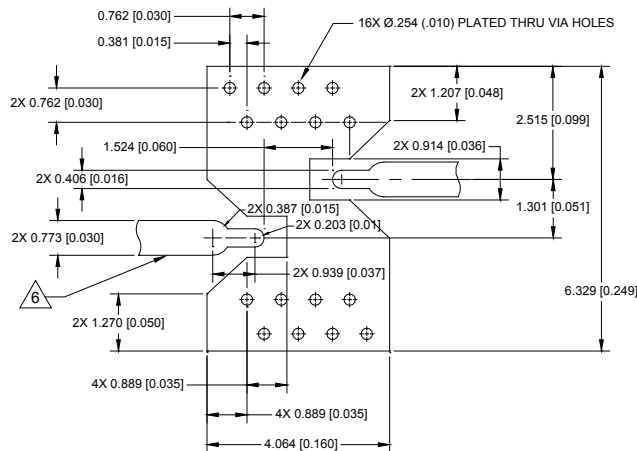 0.762 [0.030]
16X Ø.254 (.010) PLATED THRU VIA HOLES
0.381 [0.015]
2X 0.762 [0.030]
2X 1.207 [0.048]
2.515 [0.099]
1.524 [0.060]
2X 0.914 [0.036]
2X 0.406 [0.016]
2X 0.387 [0.015]
1.301 [0.051]
2X 0.203 [0.01]
2X 0.773 [0.030]
2X 0.939 [0.037]
6
6.329 [0.249]
2X 1.270 [0.050]
4X 0.889 [0.035]
4X 0.889 [0.035]
4.064 [0.160]